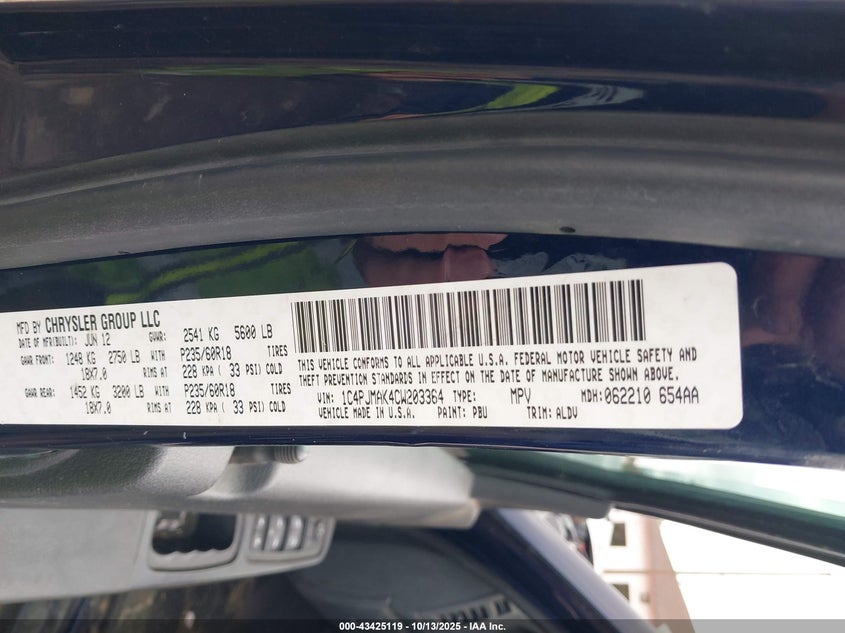 MFD BY CHRYSLER GROUP LLC
DATE OF MFR(BUILT): JUN 12 GVWR: 2541 KG 5600 LB
GAWR FRONT: 1248 KG 2750 LB WITH P235/60R18 TIRES
18X7.0 RIMS AT 228 KPA ( 33 PSI) COLD
GAWR REAR: 1452 KG 3200 LB WITH P235/60R18 TIRES
18X7.0 RIMS AT 228 KPA ( 33 PSI) COLD
THIS VEHICLE CONFORMS TO ALL APPLICABLE U.S.A. FEDERAL MOTOR VEHICLE SAFETY AND
THEFT PREVENTION STANDARDS IN EFFECT ON THE DATE OF MANUFACTURE SHOWN ABOVE.
VIN: 1C4PJMAK4CW203364 TYPE: MPV MDH: 062210 654AA
VEHICLE MADE IN U.S.A. PAINT: PBU TRIM: ALDV
000-43425119 - 10/13/2025 - IAA Inc.